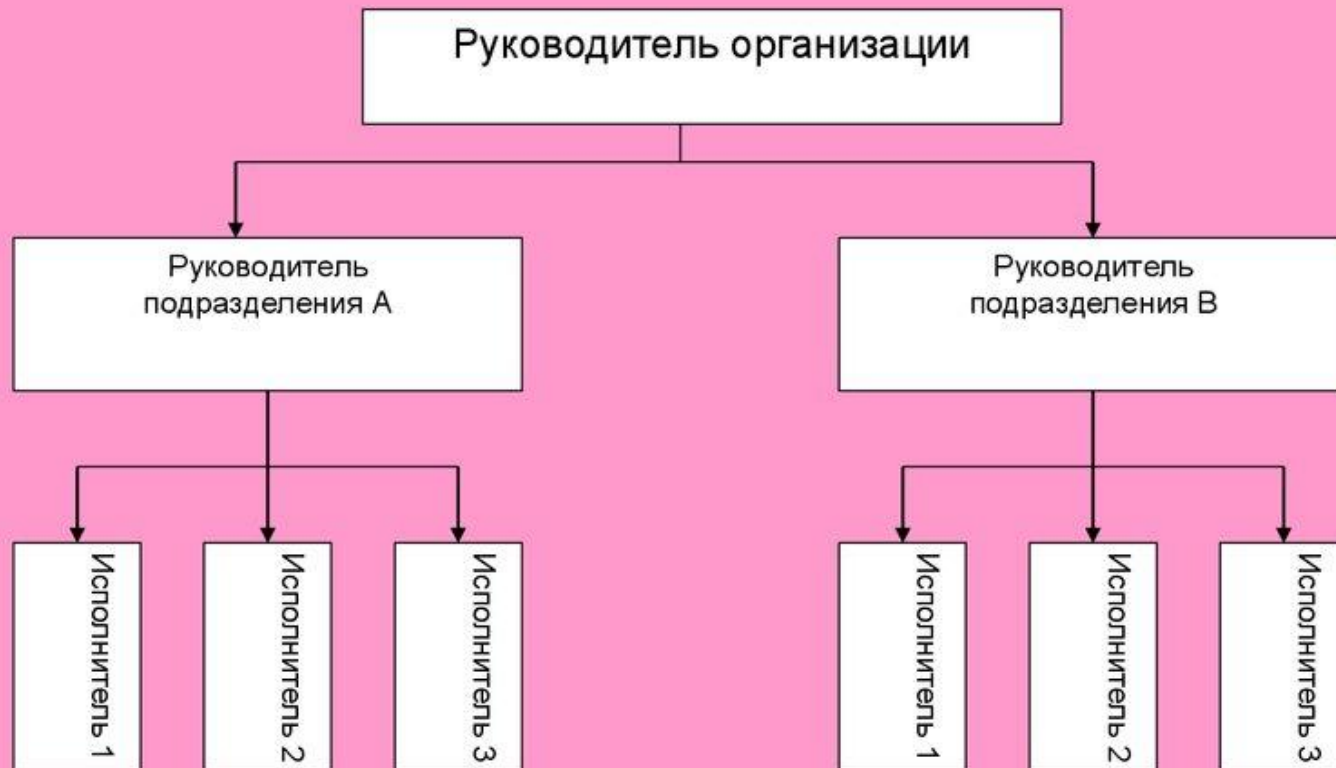 Руководитель организации
Руководитель
подразделения А
Руководитель
подразделения В
Исполнитель 1
Исполнитель 2
Исполнитель 3
Исполнитель 1
Исполнитель 2
Исполнитель 3